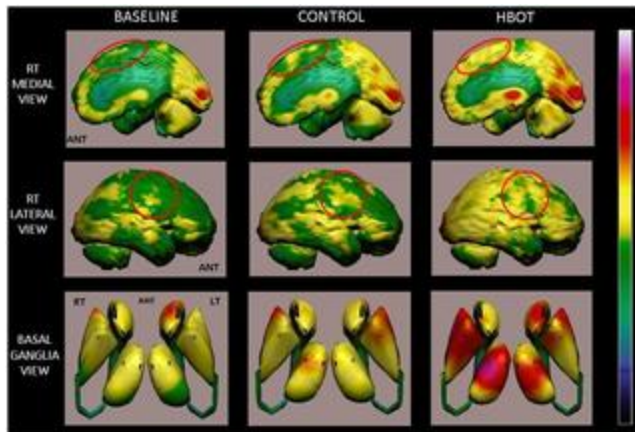 BASELINE CONTROL HBOT
RT
MEDIAL
VIEW
ANT
RT
LATERAL
VIEW
ANT
RT ANT LT
BASAL
GANGLIA
VIEW